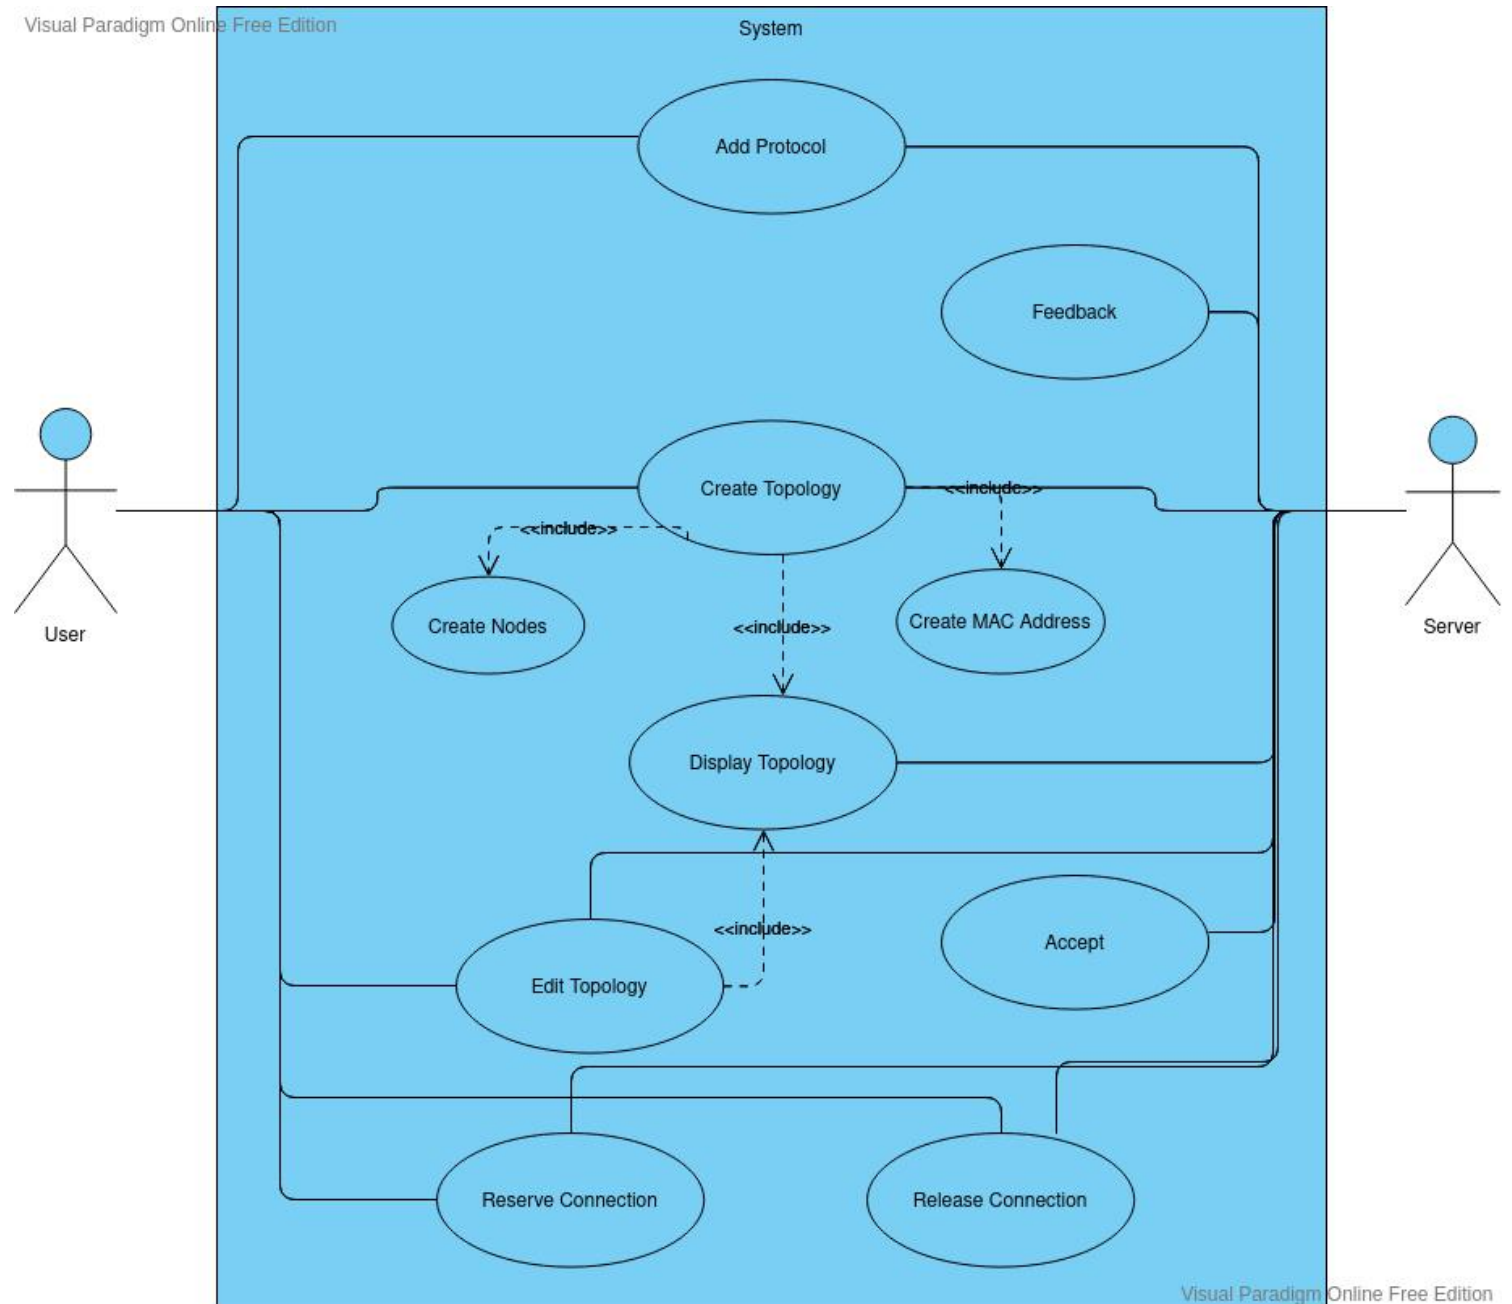 Visual Paradigm Online Free Edition
System
Add Protocol
Feedback
Create Topology
<<include>>
<<include>>
Create Nodes
<<include>>
Create MAC Address
User
Server
Display Topology
<<include>>
Accept
Edit Topology
Reserve Connection
Release Connection
Visual Paradigm Online Free Edition